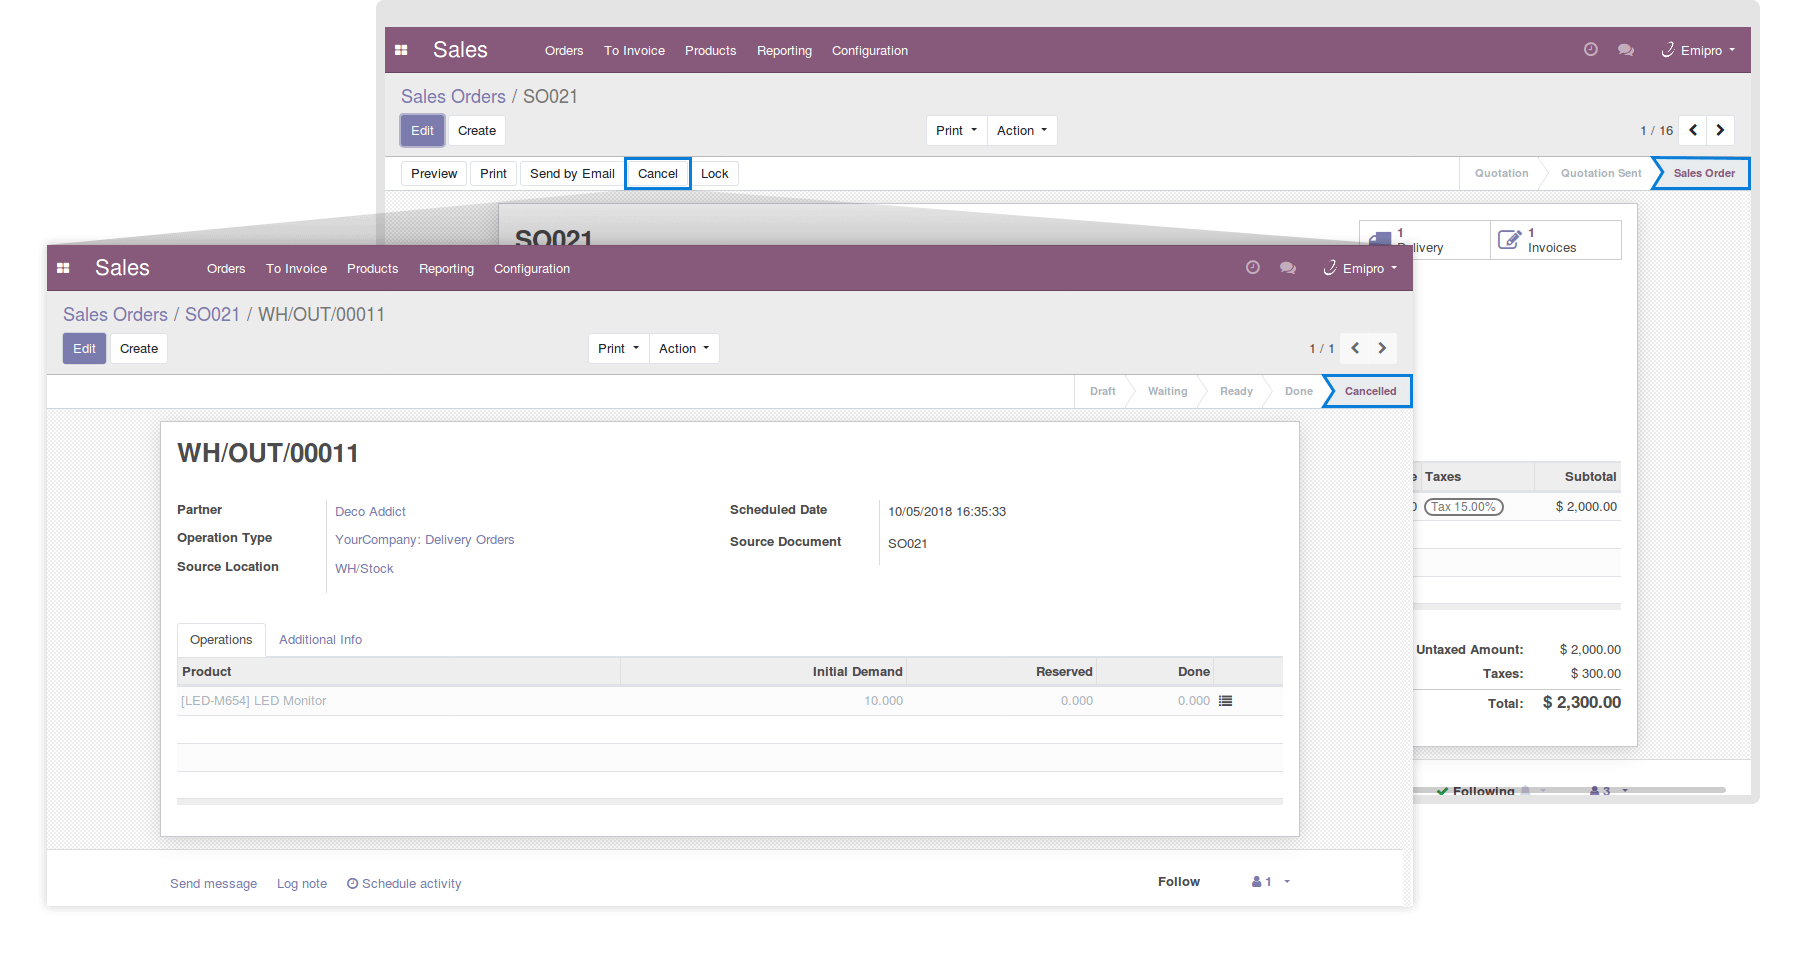 Sales Orders To Invoice Products Reporting Configuration Emipro
Sales Orders / SO021
Edit Create Print Action 1 / 16
Preview Print Send by Email Cancel Lock Quotation Quotation Sent Sales Order
SO021
1
Invoices
1
Sales Orders To Invoice Products Reporting Configuration Emipro
Sales Orders / SO021 / WH/OUT/00011
Edit Create Print Action 1 / 1
Draft Waiting Ready Done Cancelled
WH/OUT/00011
Partner Deco Addict
Operation Type YourCompany: Delivery Orders
Source Location WH/Stock
Scheduled Date 10/05/2018 16:35:33
Source Document SO021
Operations Additional Info
Product Initial Demand Reserved Done
[LED-M654] LED Monitor 10.000 0.000 0.000
Send message Log note Schedule activity Follow 1
Taxes Subtotal
Tax 15.00% $ 2,000.00
Untaxed Amount: $ 2,000.00
Taxes: $ 300.00
Total: $ 2,300.00
Following 3